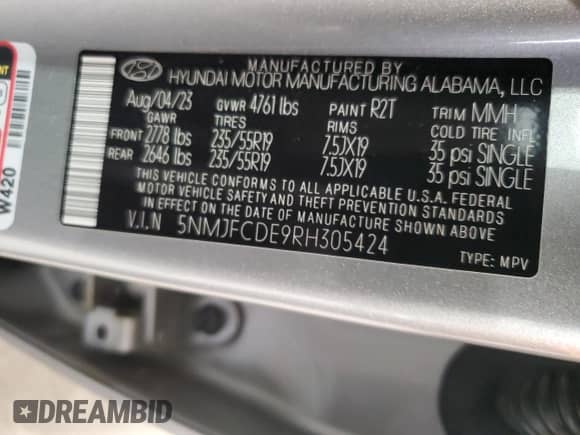 MANUFACTURED BY
HYUNDAI MOTOR MANUFACTURING ALABAMA, LLC
Aug/04/23 GVWR 4761 lbs PAINT R2T TRIM MMH
GAWR TIRES RIMS COLD TIRE INFL
FRONT 2778 lbs 235/55R19 7.5JX19 35 psi SINGLE
REAR 2646 lbs 235/55R19 7.5JX19 35 psi SINGLE
THIS VEHICLE CONFORMS TO ALL APPLICABLE U.S.A. FEDERAL
MOTOR VEHICLE SAFETY AND THEFT PREVENTION STANDARDS
IN EFFECT ON THE DATE OF MANUFACTURE SHOWN ABOVE
V.I.N 5NMJFCDE9RH305424
TYPE: MPV
W420
DREAMBID